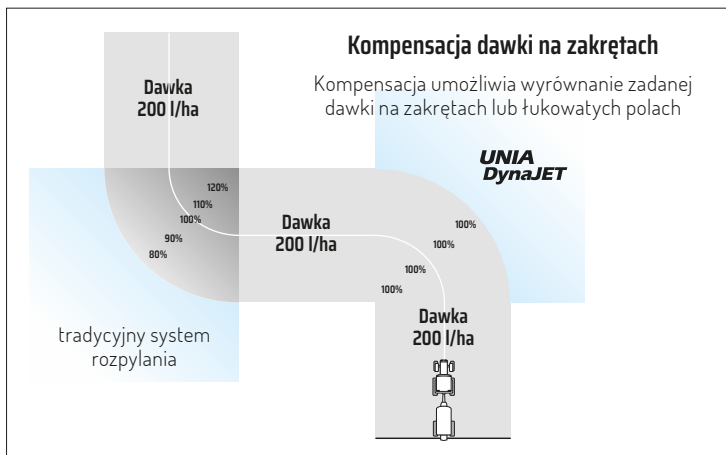 Kompensacja dawki na zakrętach
Kompensacja umożliwia wyrównanie zadanej
dawki na zakrętach lub łukowatych polach
Dawka
200 l/ha
UNIA
DynaJET
120%
110%
100%
90%
80%
Dawka
200 l/ha
100%
100%
100%
100%
Dawka
200 l/ha
tradycyjny system
rozpylania